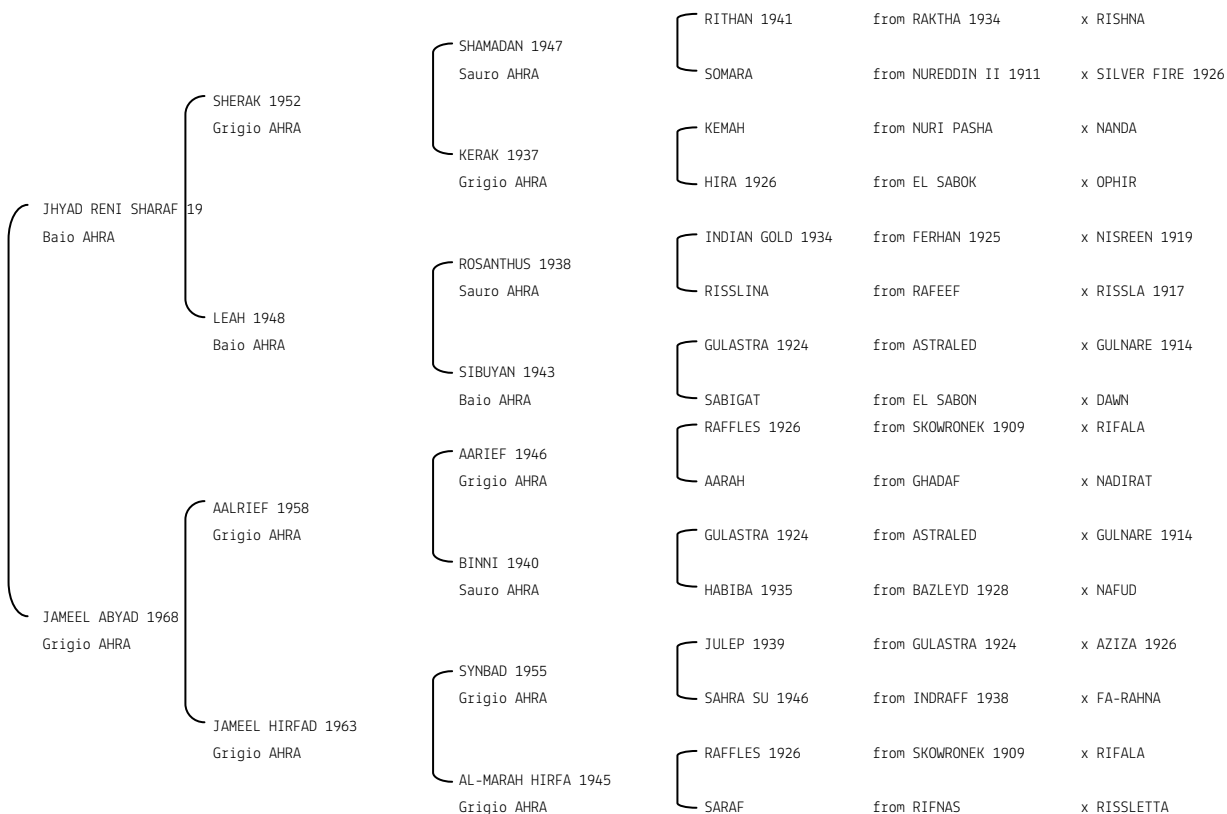 RITHAN 1941 from RAKTHA 1934 x RISHNA
SHAMADAN 1947
Sauro AHRA SOMARA from NUREDDIN II 1911 x SILVER FIRE 1926
SHERAK 1952
Grigio AHRA KEMAH from NURI PASHA x NANDA
KERAK 1937
Grigio AHRA HIRA 1926 from EL SABOK x OPHIR
JHYAD RENI SHARAF 19
Baio AHRA INDIAN GOLD 1934 from FERHAN 1925 x NISREEN 1919
ROSANTHUS 1938
Sauro AHRA RISSLINA from RAFEEF x RISSLA 1917
LEAH 1948
Baio AHRA GULASTRA 1924 from ASTRALED x GULNARE 1914
SIBUYAN 1943
Baio AHRA SABIGAT from EL SABON x DAWN
RAFFLES 1926 from SKOWRONEK 1909 x RIFALA
AARIEF 1946
Grigio AHRA AARAH from GHADAF x NADIRAT
AALRIEF 1958
Grigio AHRA GULASTRA 1924 from ASTRALED x GULNARE 1914
BINNI 1940
Sauro AHRA HABIBA 1935 from BAZLEYD 1928 x NAFUD
JAMEEL ABYAD 1968
Grigio AHRA JULEP 1939 from GULASTRA 1924 x AZIZA 1926
SYNBAD 1955
Grigio AHRA SAHRA SU 1946 from INDRAFF 1938 x FA-RAHNA
JAMEEL HIRFAD 1963
Grigio AHRA RAFFLES 1926 from SKOWRONEK 1909 x RIFALA
AL-MARAH HIRFA 1945
Grigio AHRA SARAF from RIFNAS x RISSLETTA